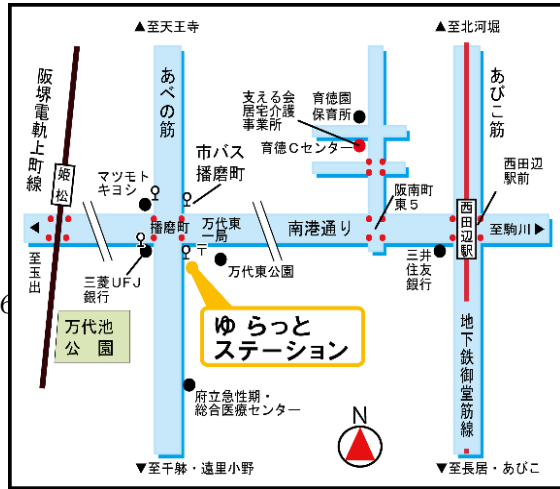 ▲至天王寺
▲至北河堀
阪堺電軌上町線
あべの筋
あびこ筋
支える会
居宅介護
事業所
育徳園
保育所
育徳Cセンター
姫松
マツモト
キヨシ
市バス
播磨町
阪南町
東5
西田辺
駅前
播磨町
万代東
一局
〒
南港通り
西田辺駅
◀
至玉出
至駒川▶
三菱UFJ
銀行
万代東公園
三井
住友
銀行
6
万代池
公園
ゆらっと
ステーション
地下鉄御堂筋線
府立急性期・
総合医療センター
N
▼至千躰・遠里小野
▼至長居・あびこ